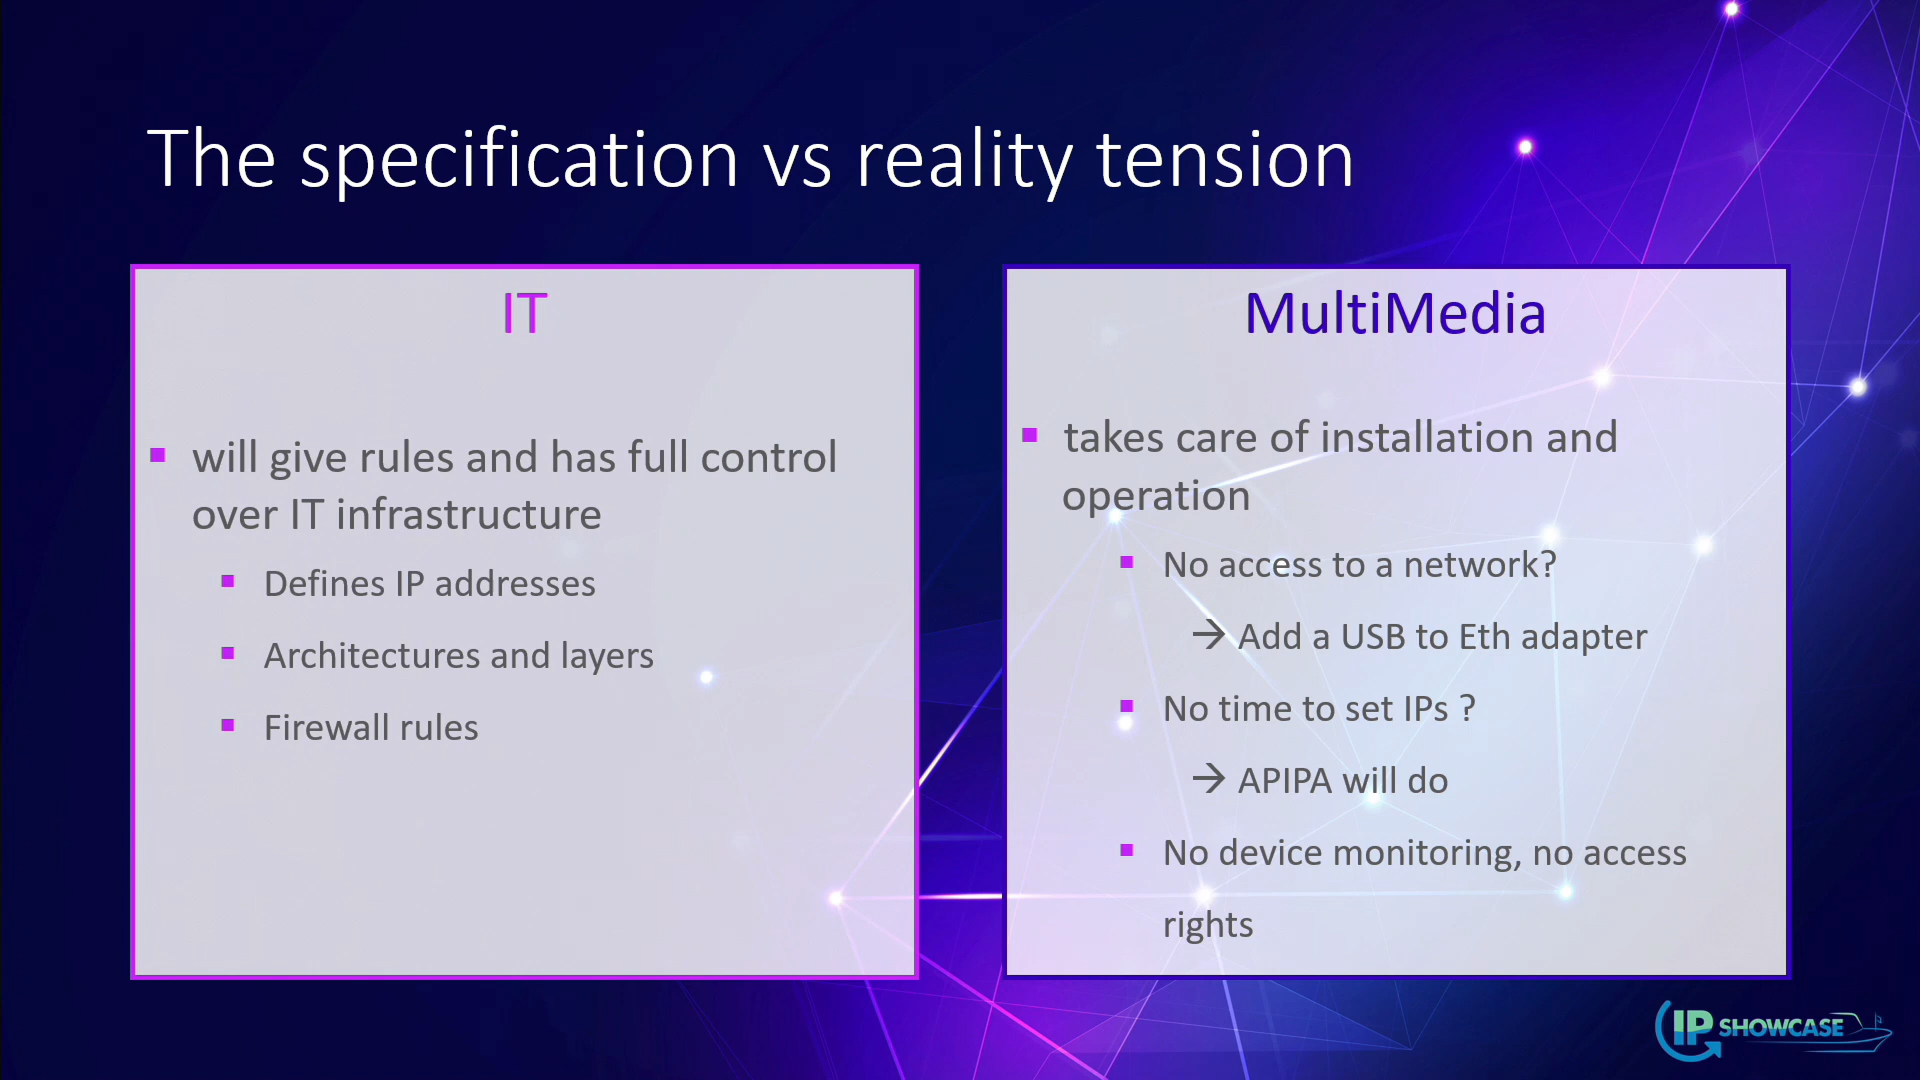 The specification vs reality tension
IT
will give rules and has full control
over IT infrastructure
Defines IP addresses
Architectures and layers
Firewall rules
MultiMedia
takes care of installation and
operation
No access to a network?
→ Add a USB to Eth adapter
No time to set IPs ?
→ APIPA will do
No device monitoring, no access
rights
IP SHOWCASE